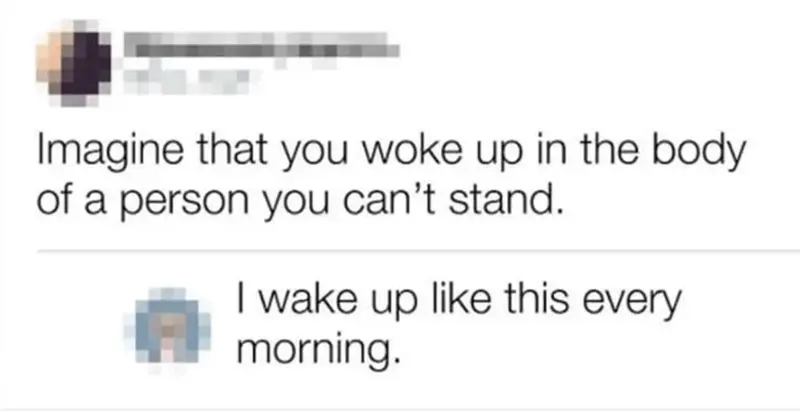 Imagine that you woke up in the body
of a person you can't stand.
I wake up like this every
morning.